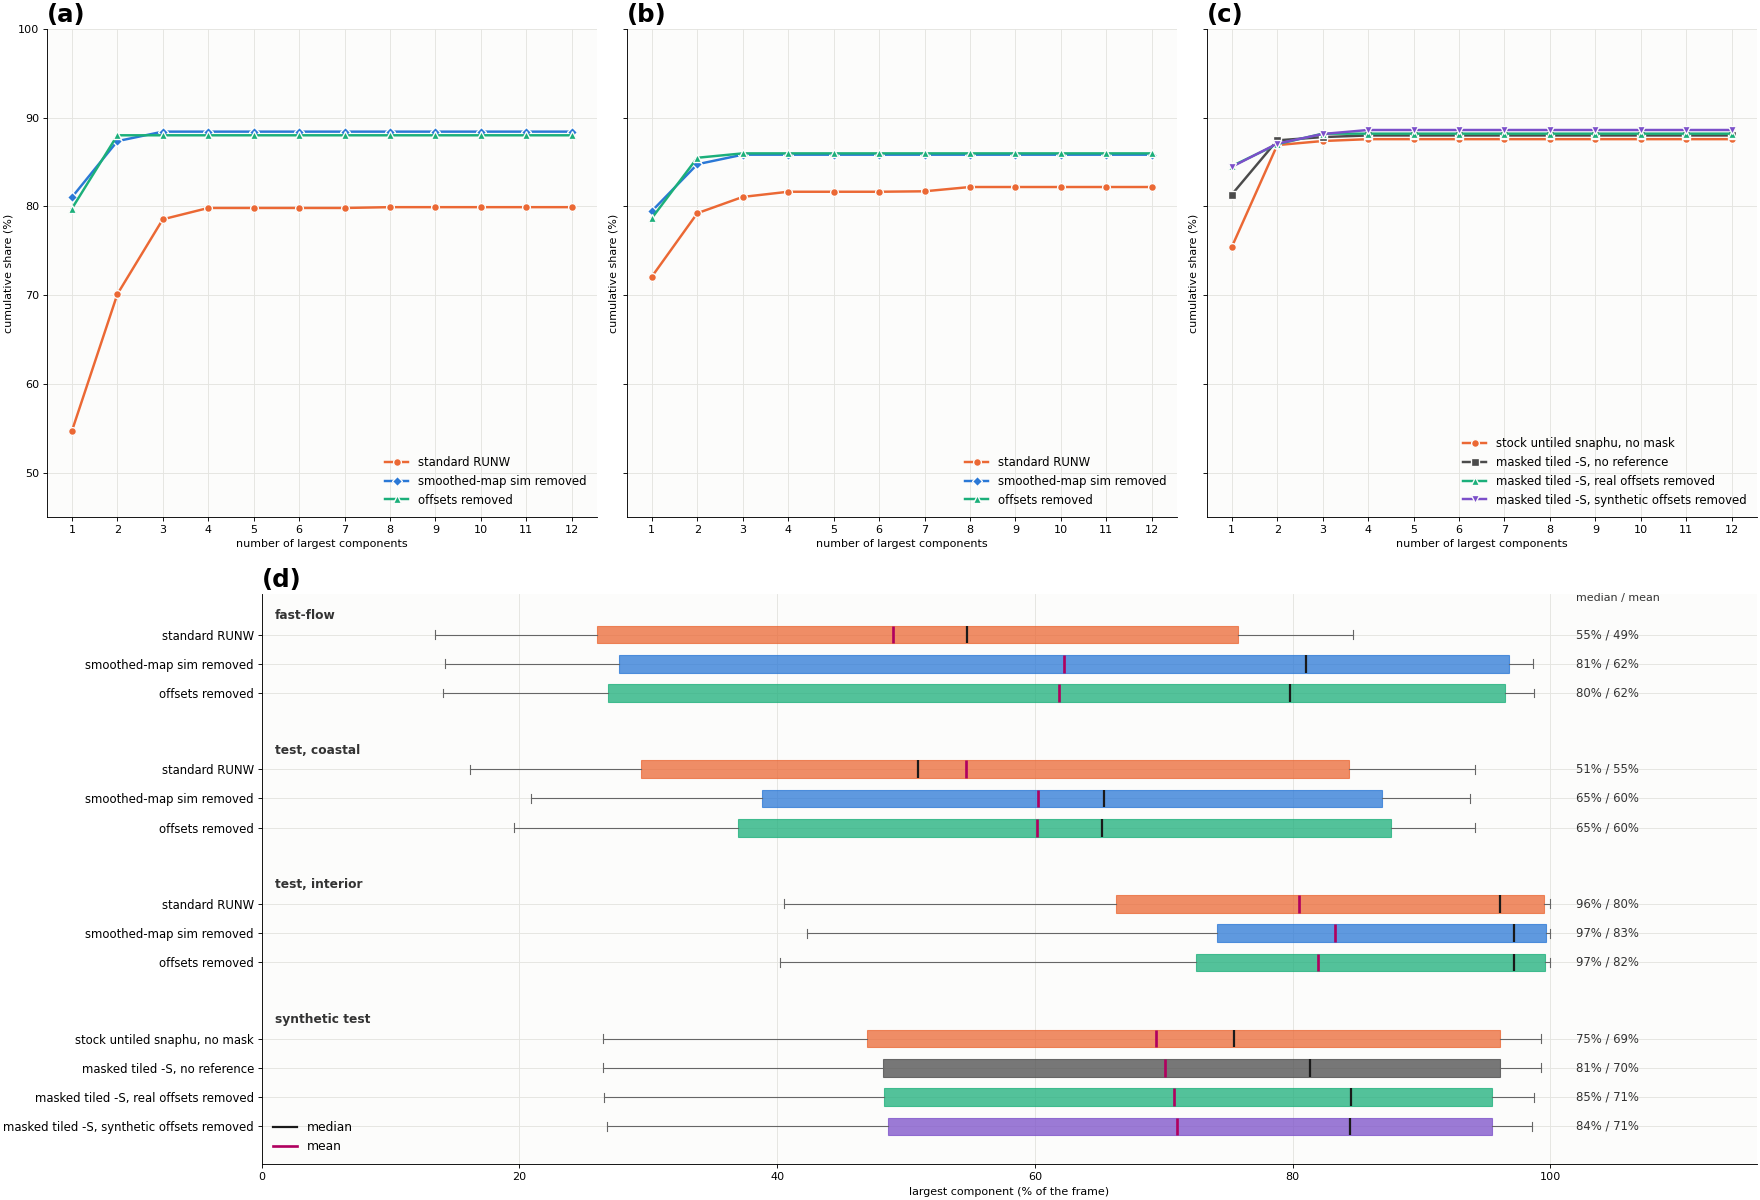 (a)
100
90
80
70
60
50
cumulative share (%)
1 2 3 4 5 6 7 8 9 10 11 12
number of largest components
standard RUNW
smoothed-map sim removed
offsets removed
(b)
cumulative share (%)
1 2 3 4 5 6 7 8 9 10 11 12
number of largest components
standard RUNW
smoothed-map sim removed
offsets removed
(c)
cumulative share (%)
1 2 3 4 5 6 7 8 9 10 11 12
number of largest components
stock untiled snaphu, no mask
masked tiled -S, no reference
masked tiled -S, real offsets removed
masked tiled -S, synthetic offsets removed
(d)
median / mean
fast-flow
standard RUNW 55% / 49%
smoothed-map sim removed 81% / 62%
offsets removed 80% / 62%
test, coastal
standard RUNW 51% / 55%
smoothed-map sim removed 65% / 60%
offsets removed 65% / 60%
test, interior
standard RUNW 96% / 80%
smoothed-map sim removed 97% / 83%
offsets removed 97% / 82%
synthetic test
stock untiled snaphu, no mask 75% / 69%
masked tiled -S, no reference 81% / 70%
masked tiled -S, real offsets removed 85% / 71%
masked tiled -S, synthetic offsets removed 84% / 71%
median
mean
0 20 40 60 80 100
largest component (% of the frame)